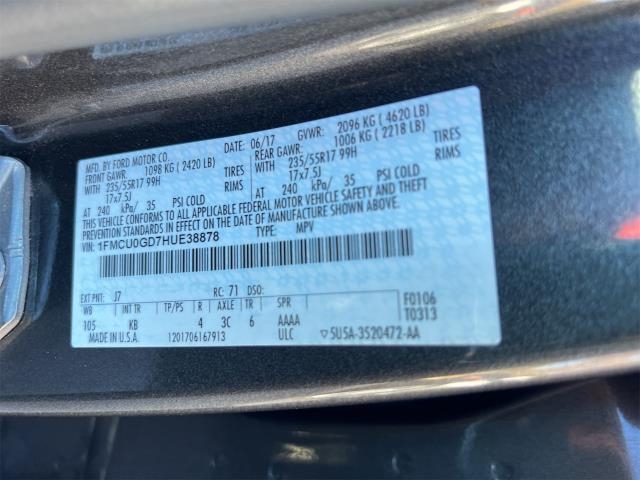 MFD. BY FORD MOTOR CO.
DATE: 06/17 GVWR: 2096 KG ( 4620 LB)
FRONT GAWR: 1098 KG ( 2420 LB) REAR GAWR: 1006 KG ( 2218 LB)
WITH 235/55R17 99H TIRES WITH 235/55R17 99H TIRES
17x7.5J RIMS 17x7.5J RIMS
AT 240 kPa/ 35 PSI COLD AT 240 kPa/ 35 PSI COLD
THIS VEHICLE CONFORMS TO ALL APPLICABLE FEDERAL MOTOR VEHICLE SAFETY AND THEFT
PREVENTION STANDARDS IN EFFECT ON THE DATE OF MANUFACTURE SHOWN ABOVE.
VIN: 1FMCU0GD7HUE38878 TYPE: MPV
F0106
T0313
EXT PNT: J7 RC: 71 DSO:
WB INT TR TP/PS R AXLE TR SPR
105 KB 4 3C 6 AAAA
MADE IN U.S.A. 1201706167913 ULC ▽5U5A-3520472-AA